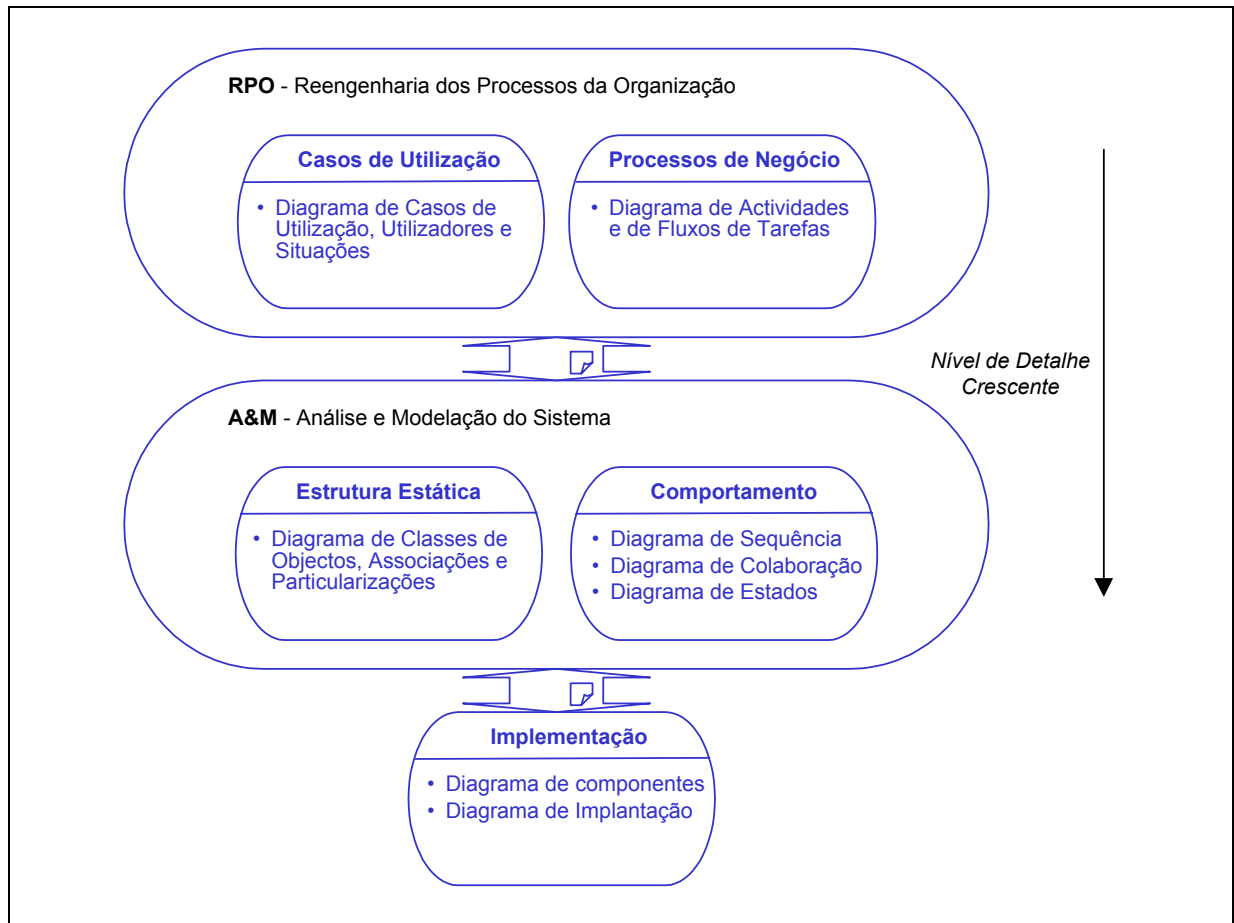 RPO - Reengenharia dos Processos da Organização
Casos de Utilização
• Diagrama de Casos de
Utilização, Utilizadores e
Situações
Processos de Negócio
• Diagrama de Actividades
e de Fluxos de Tarefas
Nível de Detalhe
Crescente
A&M - Análise e Modelação do Sistema
Estrutura Estática
• Diagrama de Classes de
Objectos, Associações e
Particularizações
Comportamento
• Diagrama de Sequência
• Diagrama de Colaboração
• Diagrama de Estados
Implementação
• Diagrama de componentes
• Diagrama de Implantação